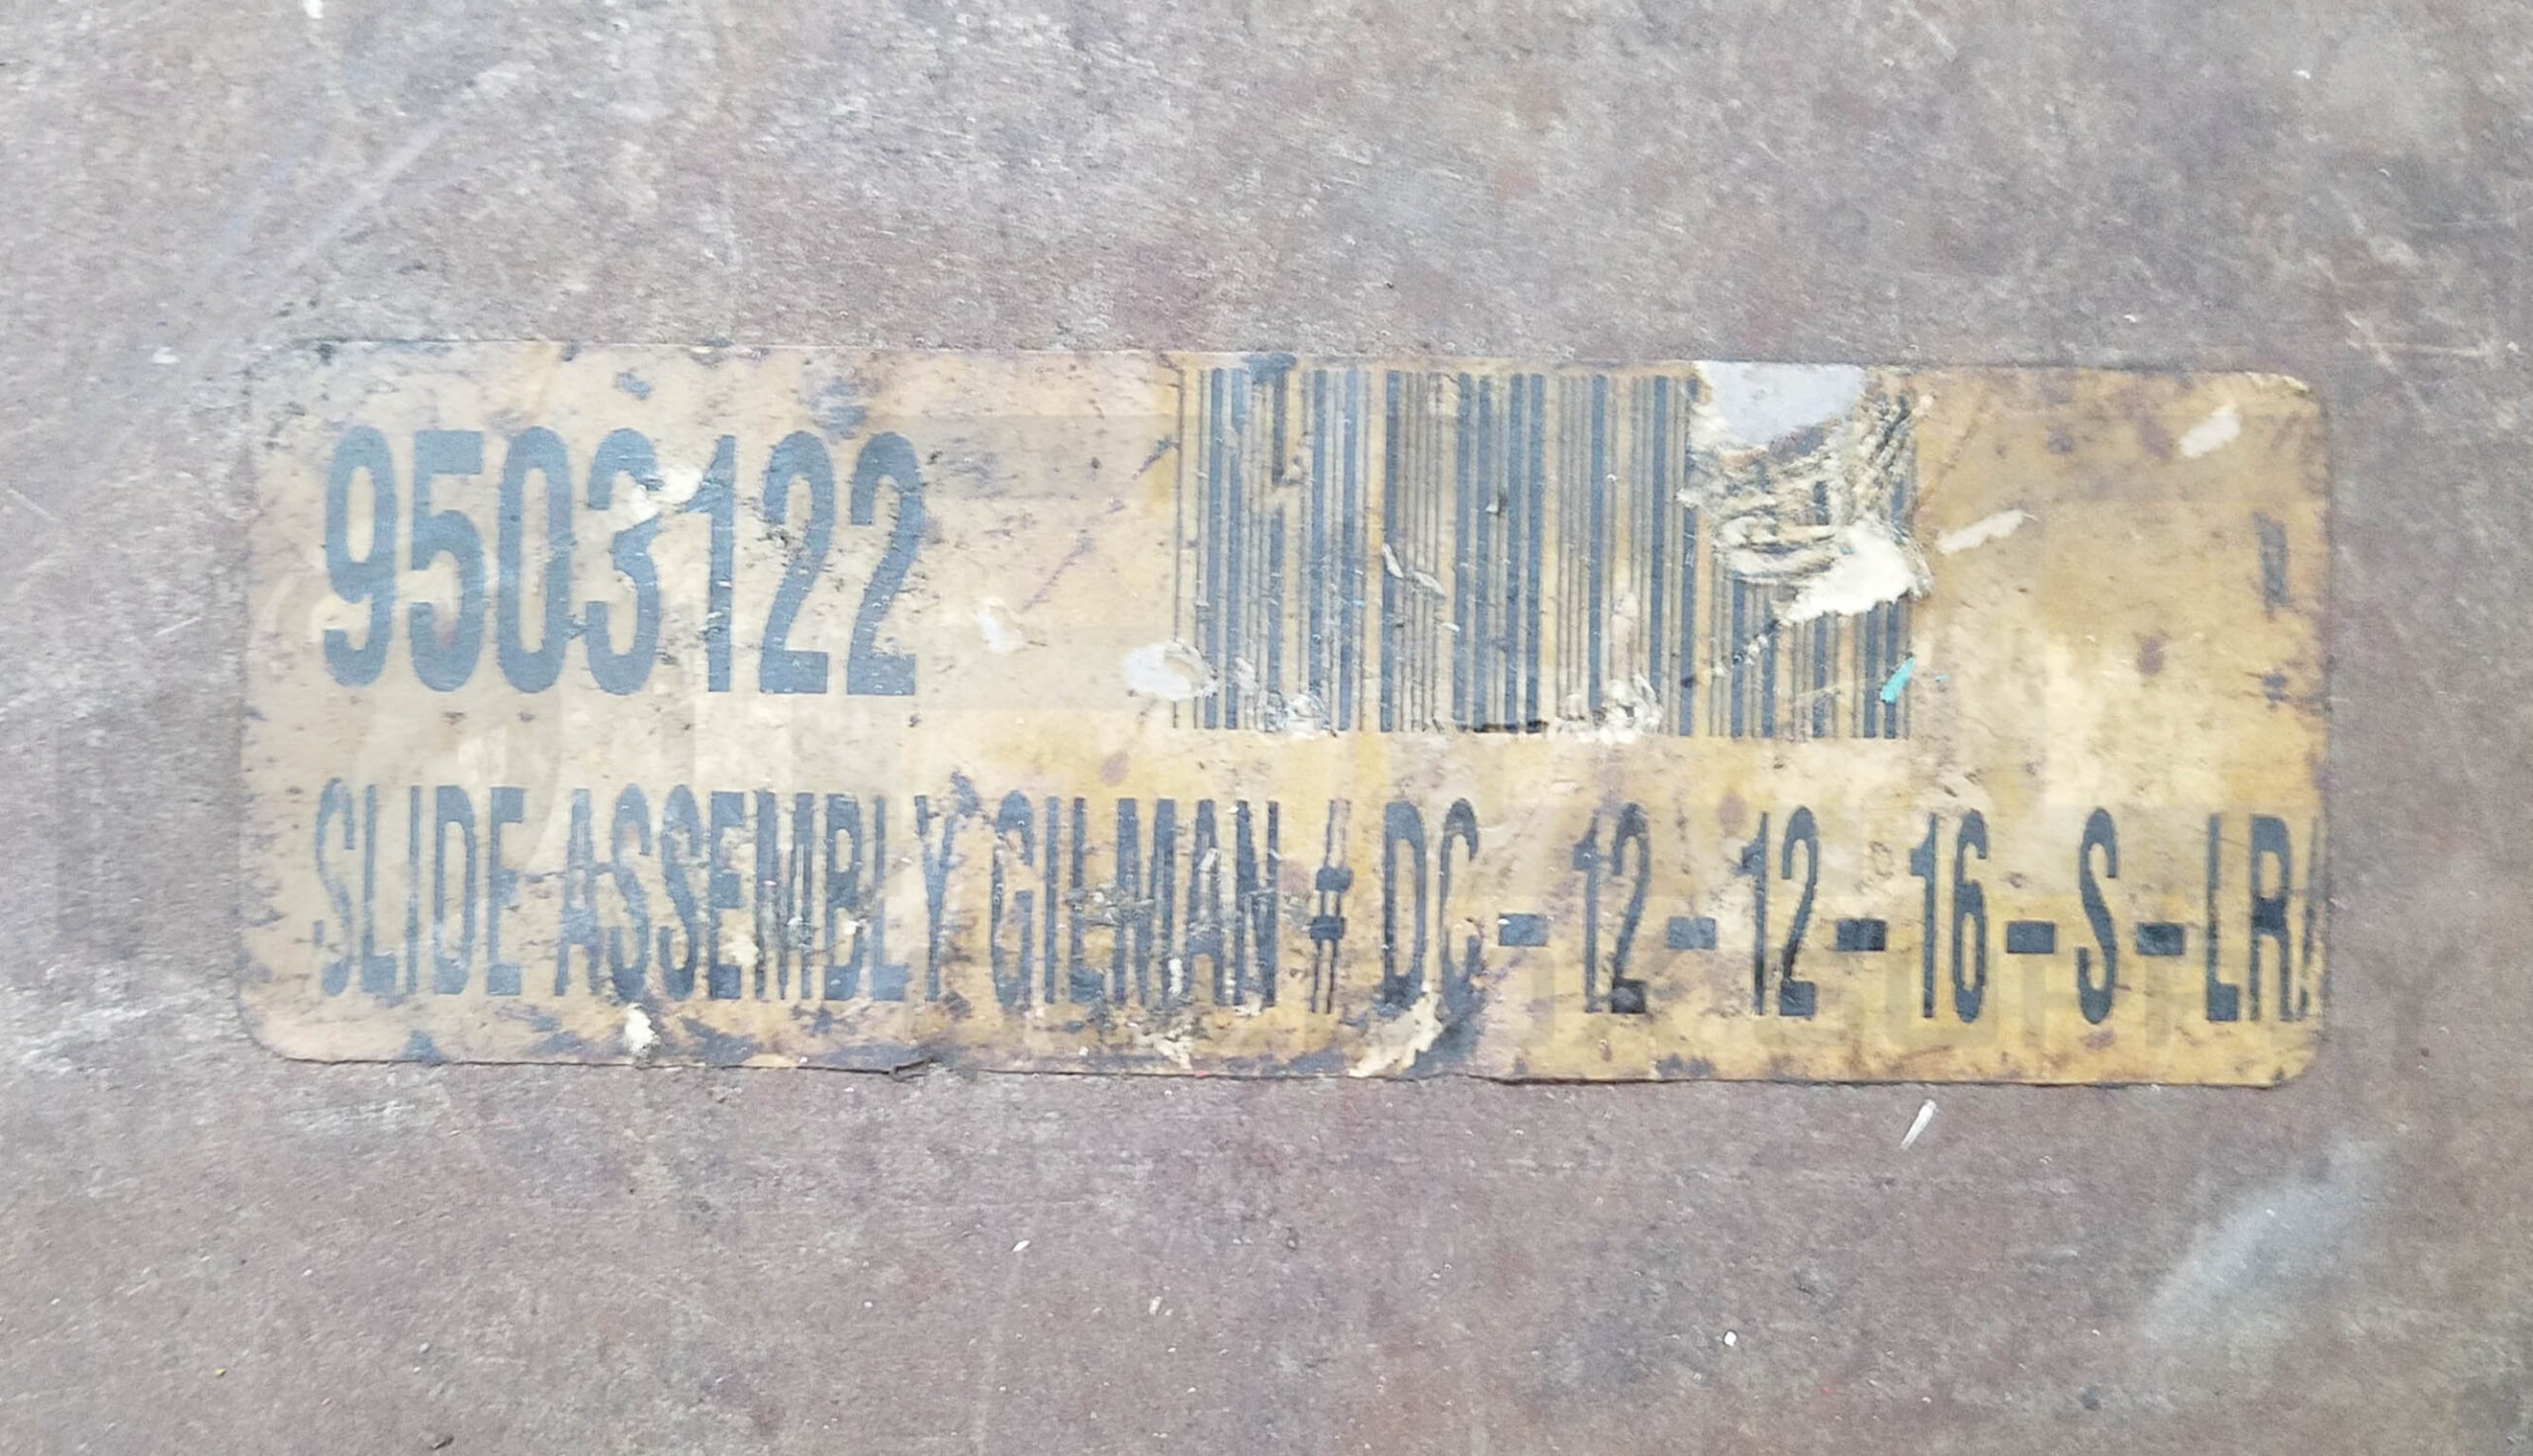 9503122
SLIDE ASSEMBLY GILMAN # DC-12-12-16-S-LR